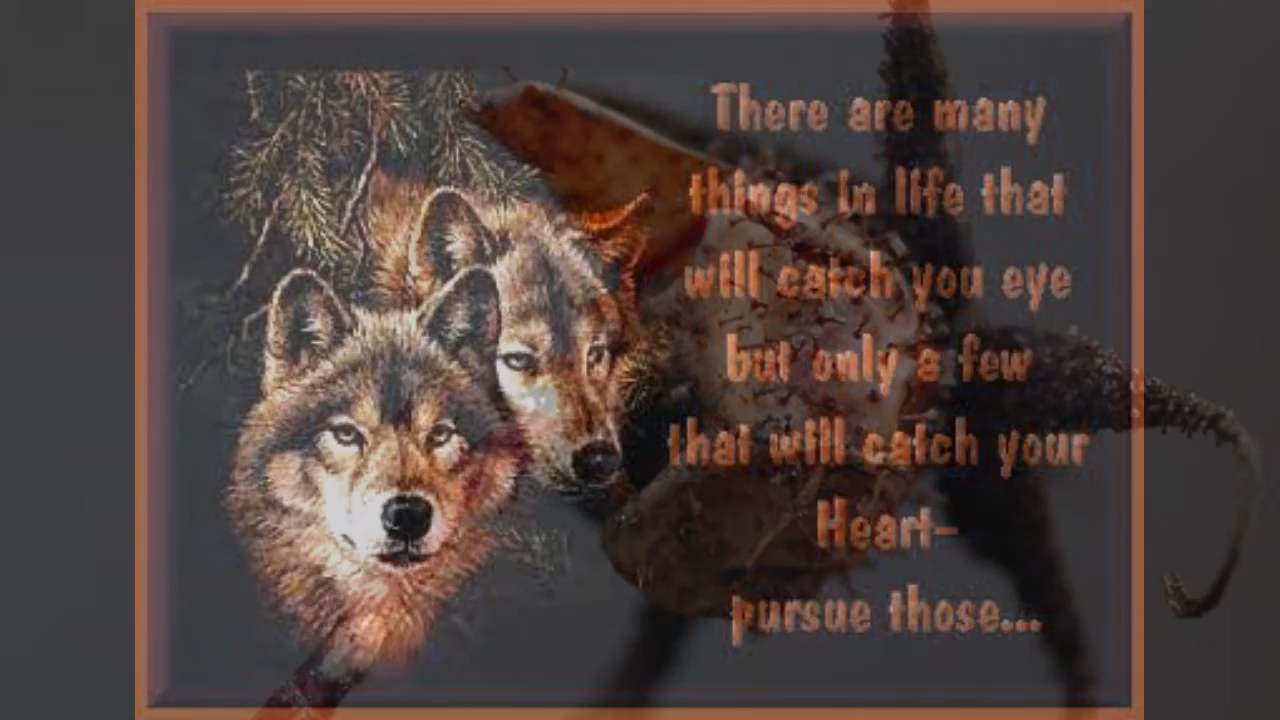 There are many
things in life that
will catch you eye
but only a few
that will catch your
Heart-
pursue those...